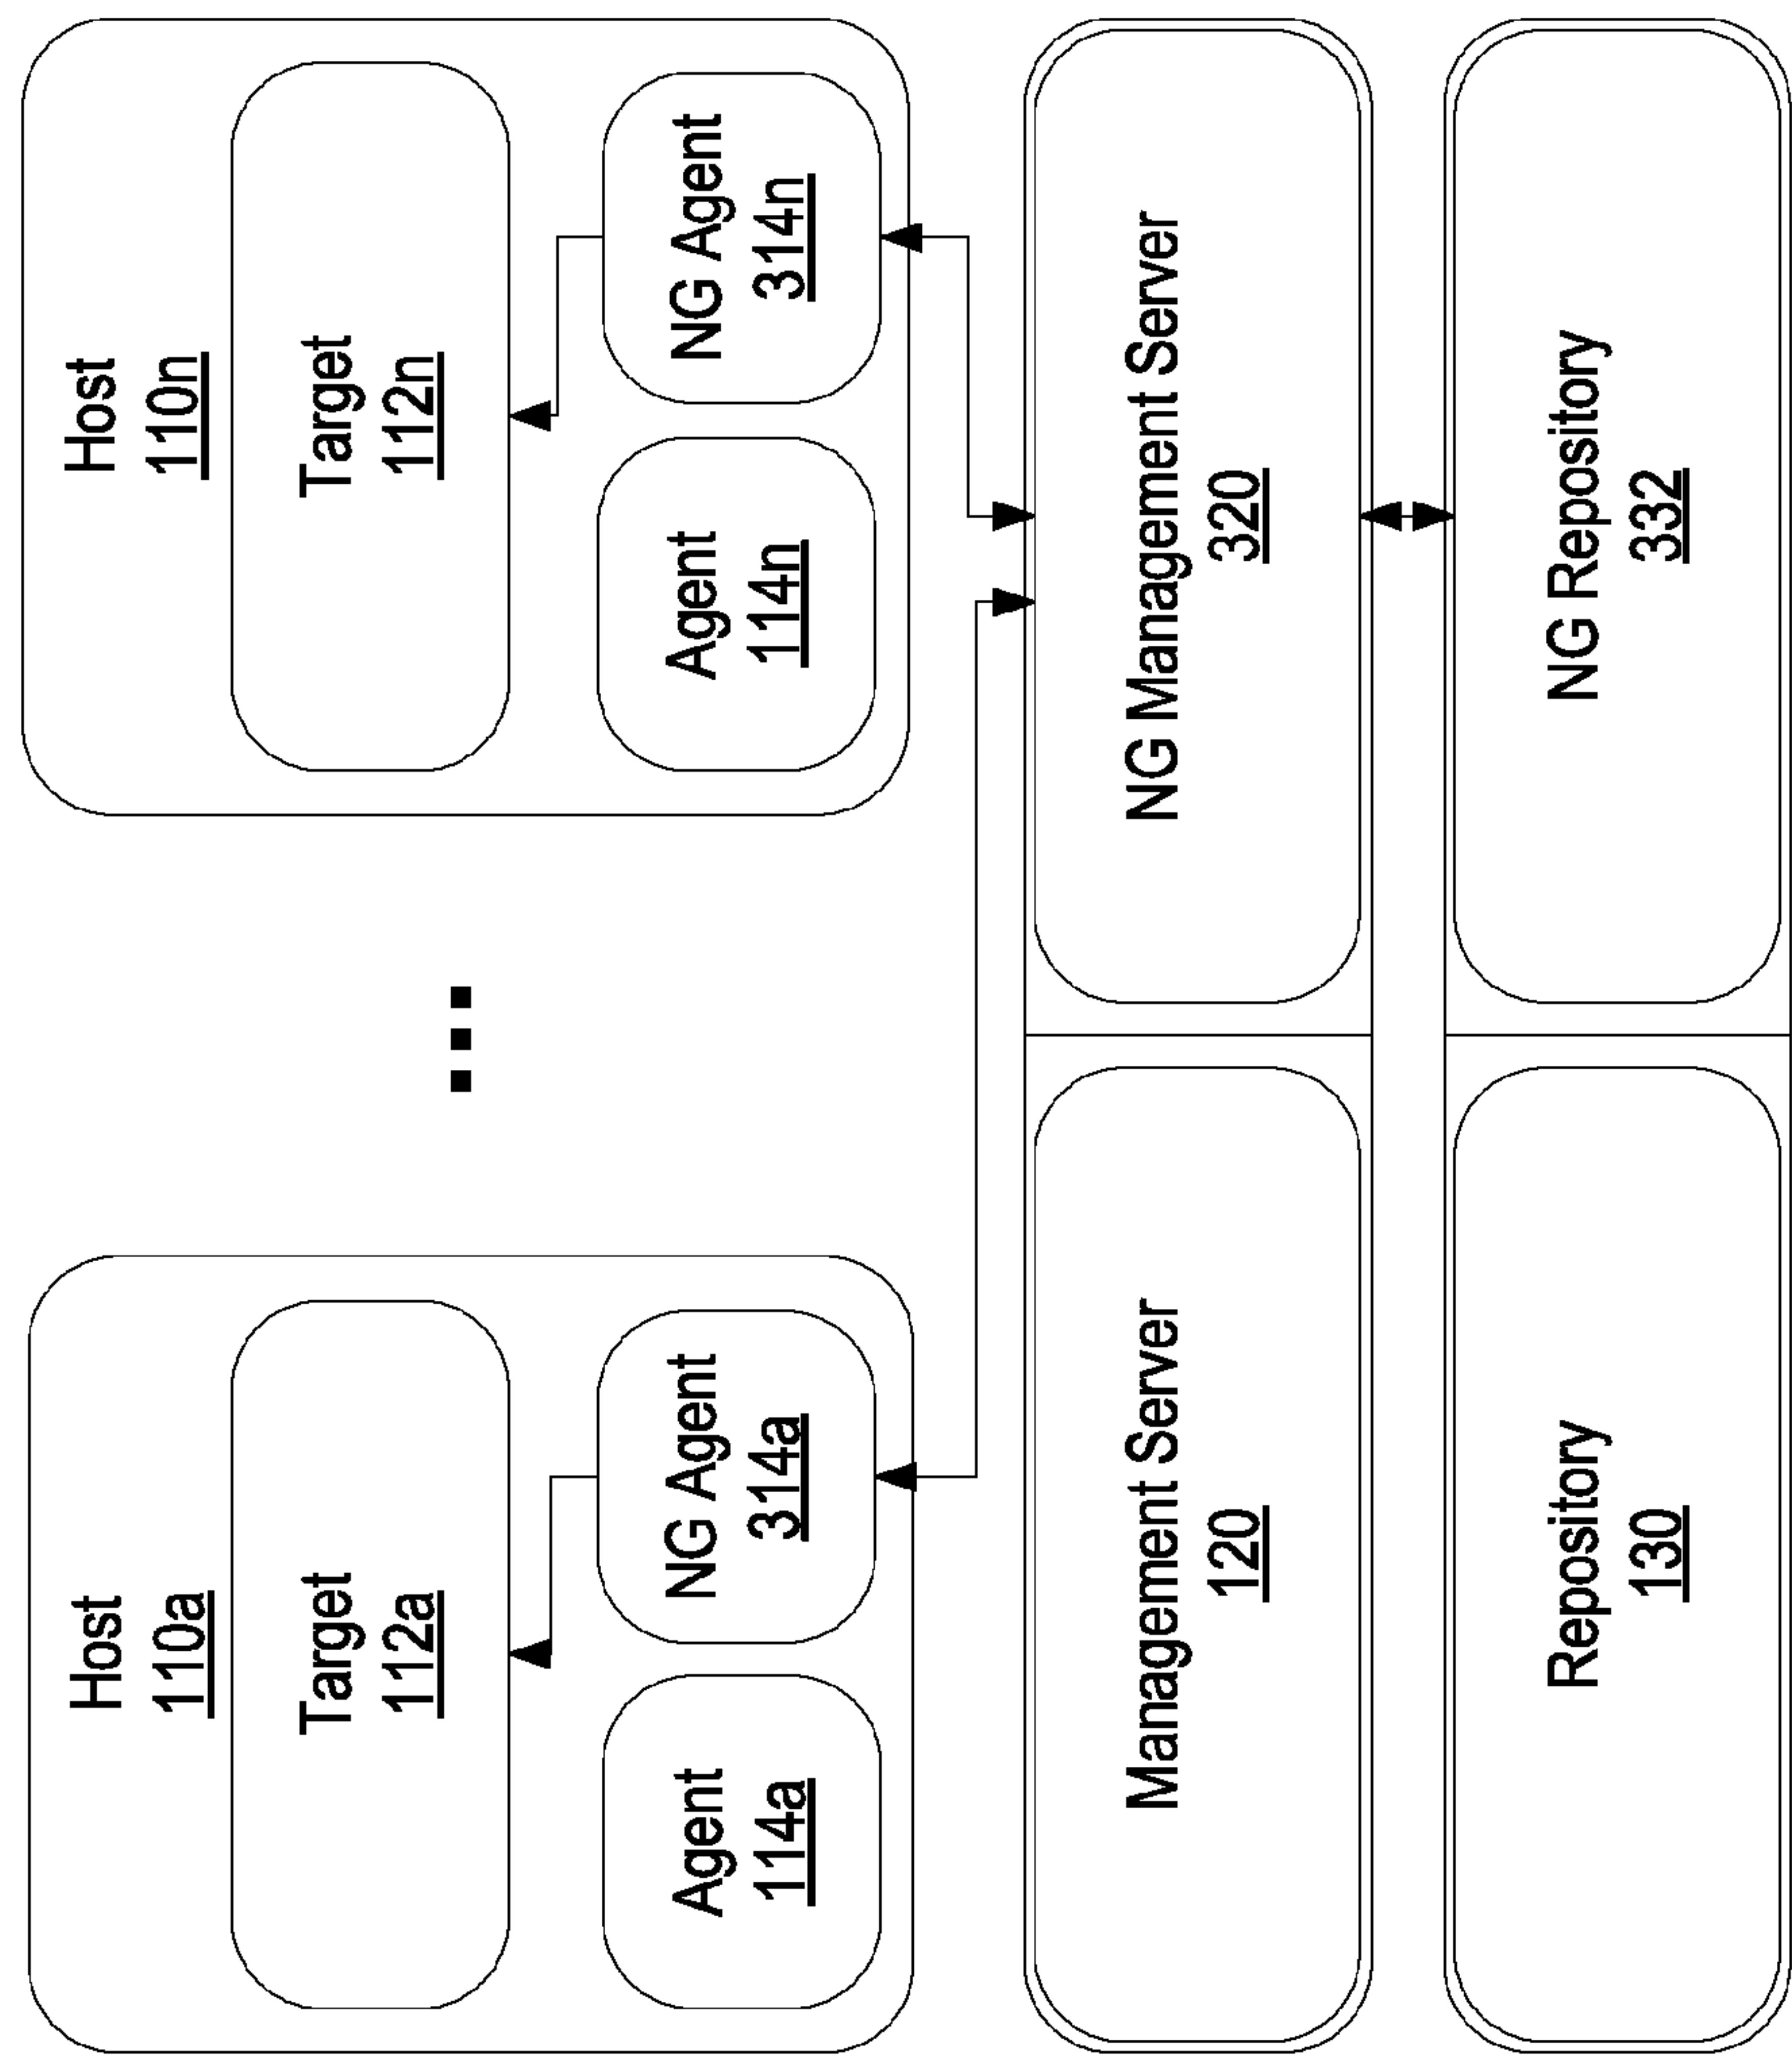 Host
110a
Target
112a
Agent
114a
NG Agent
314a
Host
110n
Target
112n
Agent
114n
NG Agent
314n
Management Server
120
NG Management Server
320
Repository
130
NG Repository
332